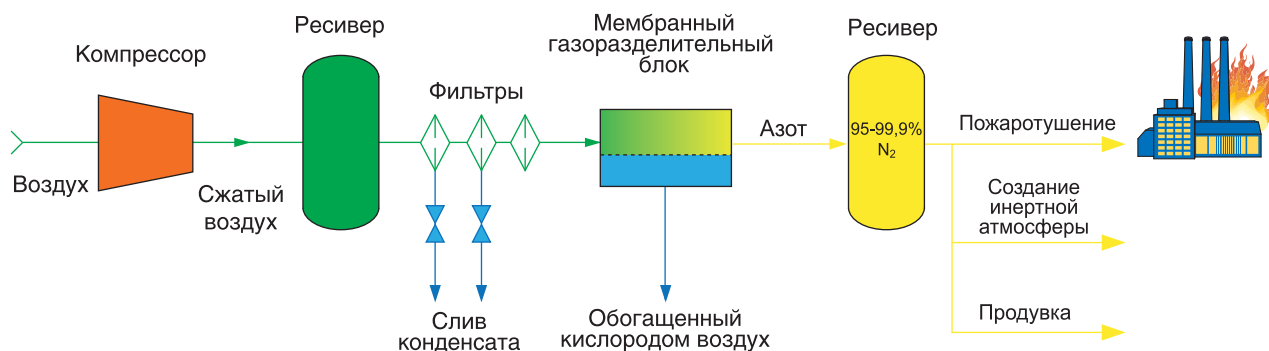 Компрессор
Воздух
Сжатый
воздух
Ресивер
Фильтры
Слив
конденсата
Мембранный
газоразделительный
блок
Обогащенный
кислородом воздух
Азот
Ресивер
95-99,9%
N₂
Пожаротушение
Создание
инертной
атмосферы
Продувка